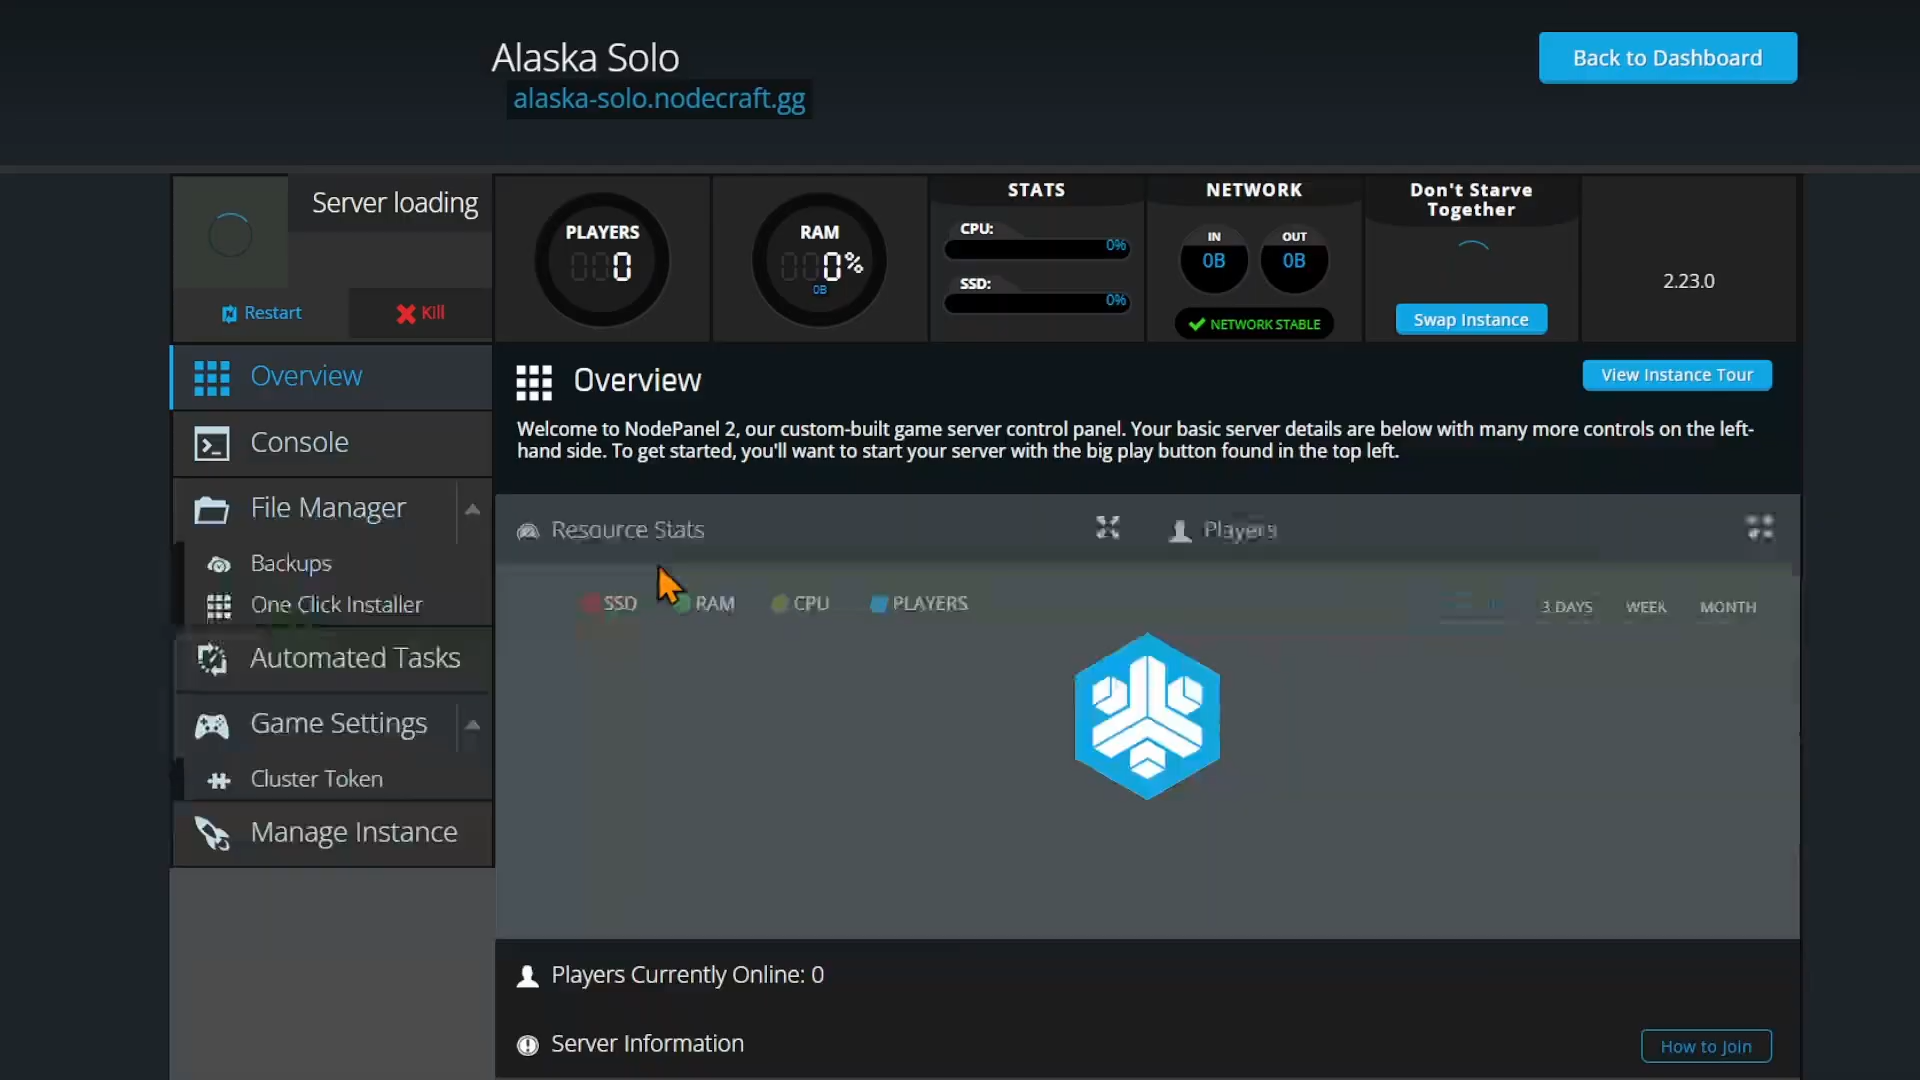 Alaska Solo
alaska-solo.nodecraft.gg
Back to Dashboard
Server loading
Restart
Kill
PLAYERS
0
RAM
0%
0B
STATS
CPU:
0%
SSD:
0%
NETWORK
IN
0B
OUT
0B
NETWORK STABLE
Don't Starve
Together
Swap Instance
2.23.0
Overview
Console
File Manager
Backups
One Click Installer
Automated Tasks
Game Settings
Cluster Token
Manage Instance
Overview
View Instance Tour
Welcome to NodePanel 2, our custom-built game server control panel. Your basic server details are below with many more controls on the left-
hand side. To get started, you'll want to start your server with the big play button found in the top left.
Resource Stats
Players
SSD
RAM
CPU
PLAYERS
3 DAYS
WEEK
MONTH
Players Currently Online: 0
Server Information
How to Join